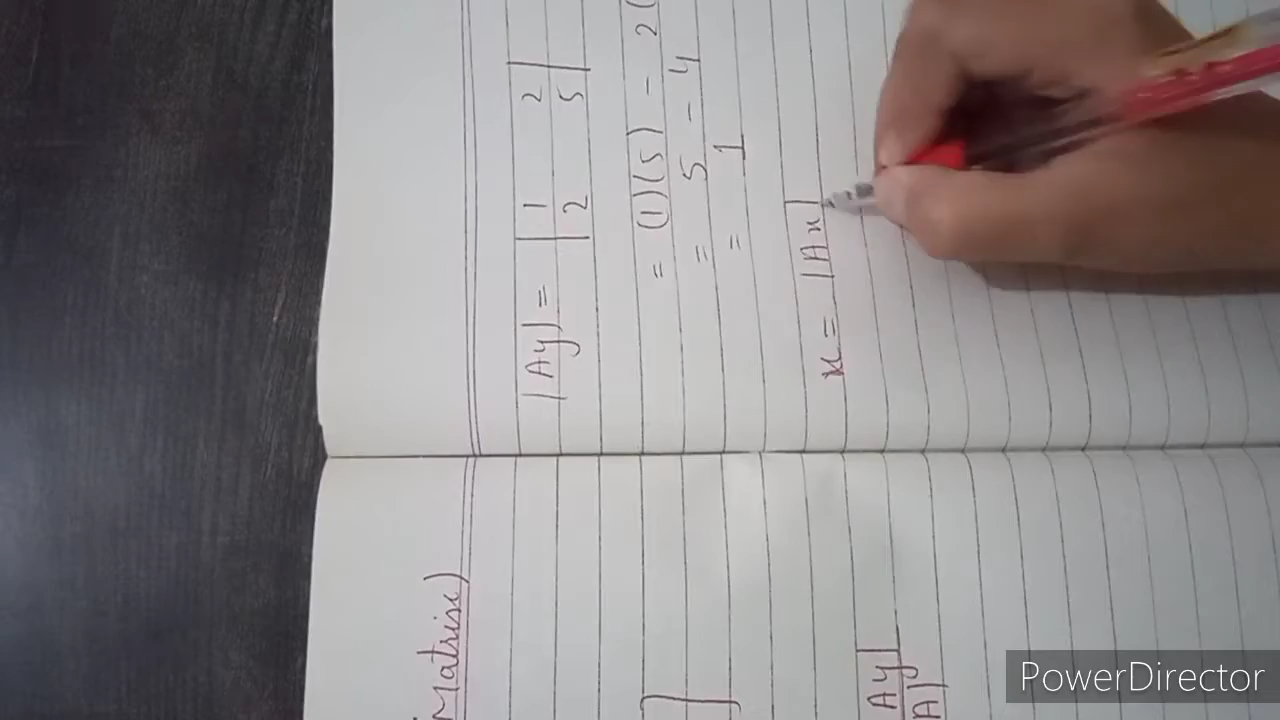 |Ay| = | 1 2 |
| 2 5 |
= (1)(5) - 2(
= 5 - 4
= 1
x = |Ax|
Matrix)
Ay|
A|
PowerDirector